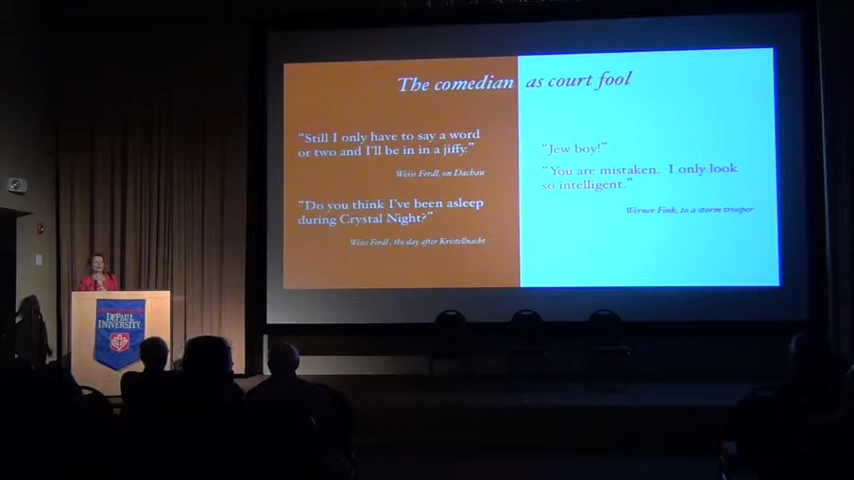 The comedian as court fool
"Still I only have to say a word
or two and I'll be in in a jiffy."
Weiss Ferdl, on Dachau
"Do you think I've been asleep
during Crystal Night?"
Weiss Ferdl, the day after Kristellnacht
"Jew boy!"
"You are mistaken. I only look
so intelligent."
Werner Fink, to a storm trooper
DEPAUL
UNIVERSITY